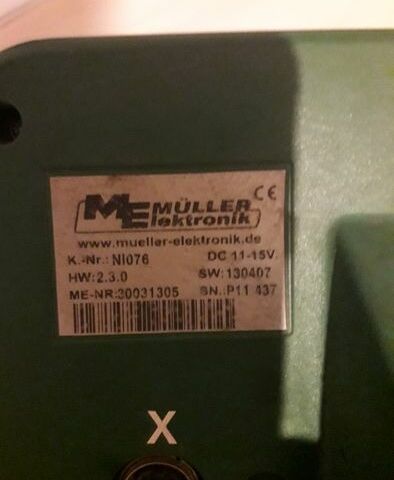 ME MÜLLER Elektronik CE
www.mueller-elektronik.de
K.-Nr.: NI076 DC 11-15V.
HW:2.3.0 SW:130407
ME-NR:30031305 SN.:P11 437
X